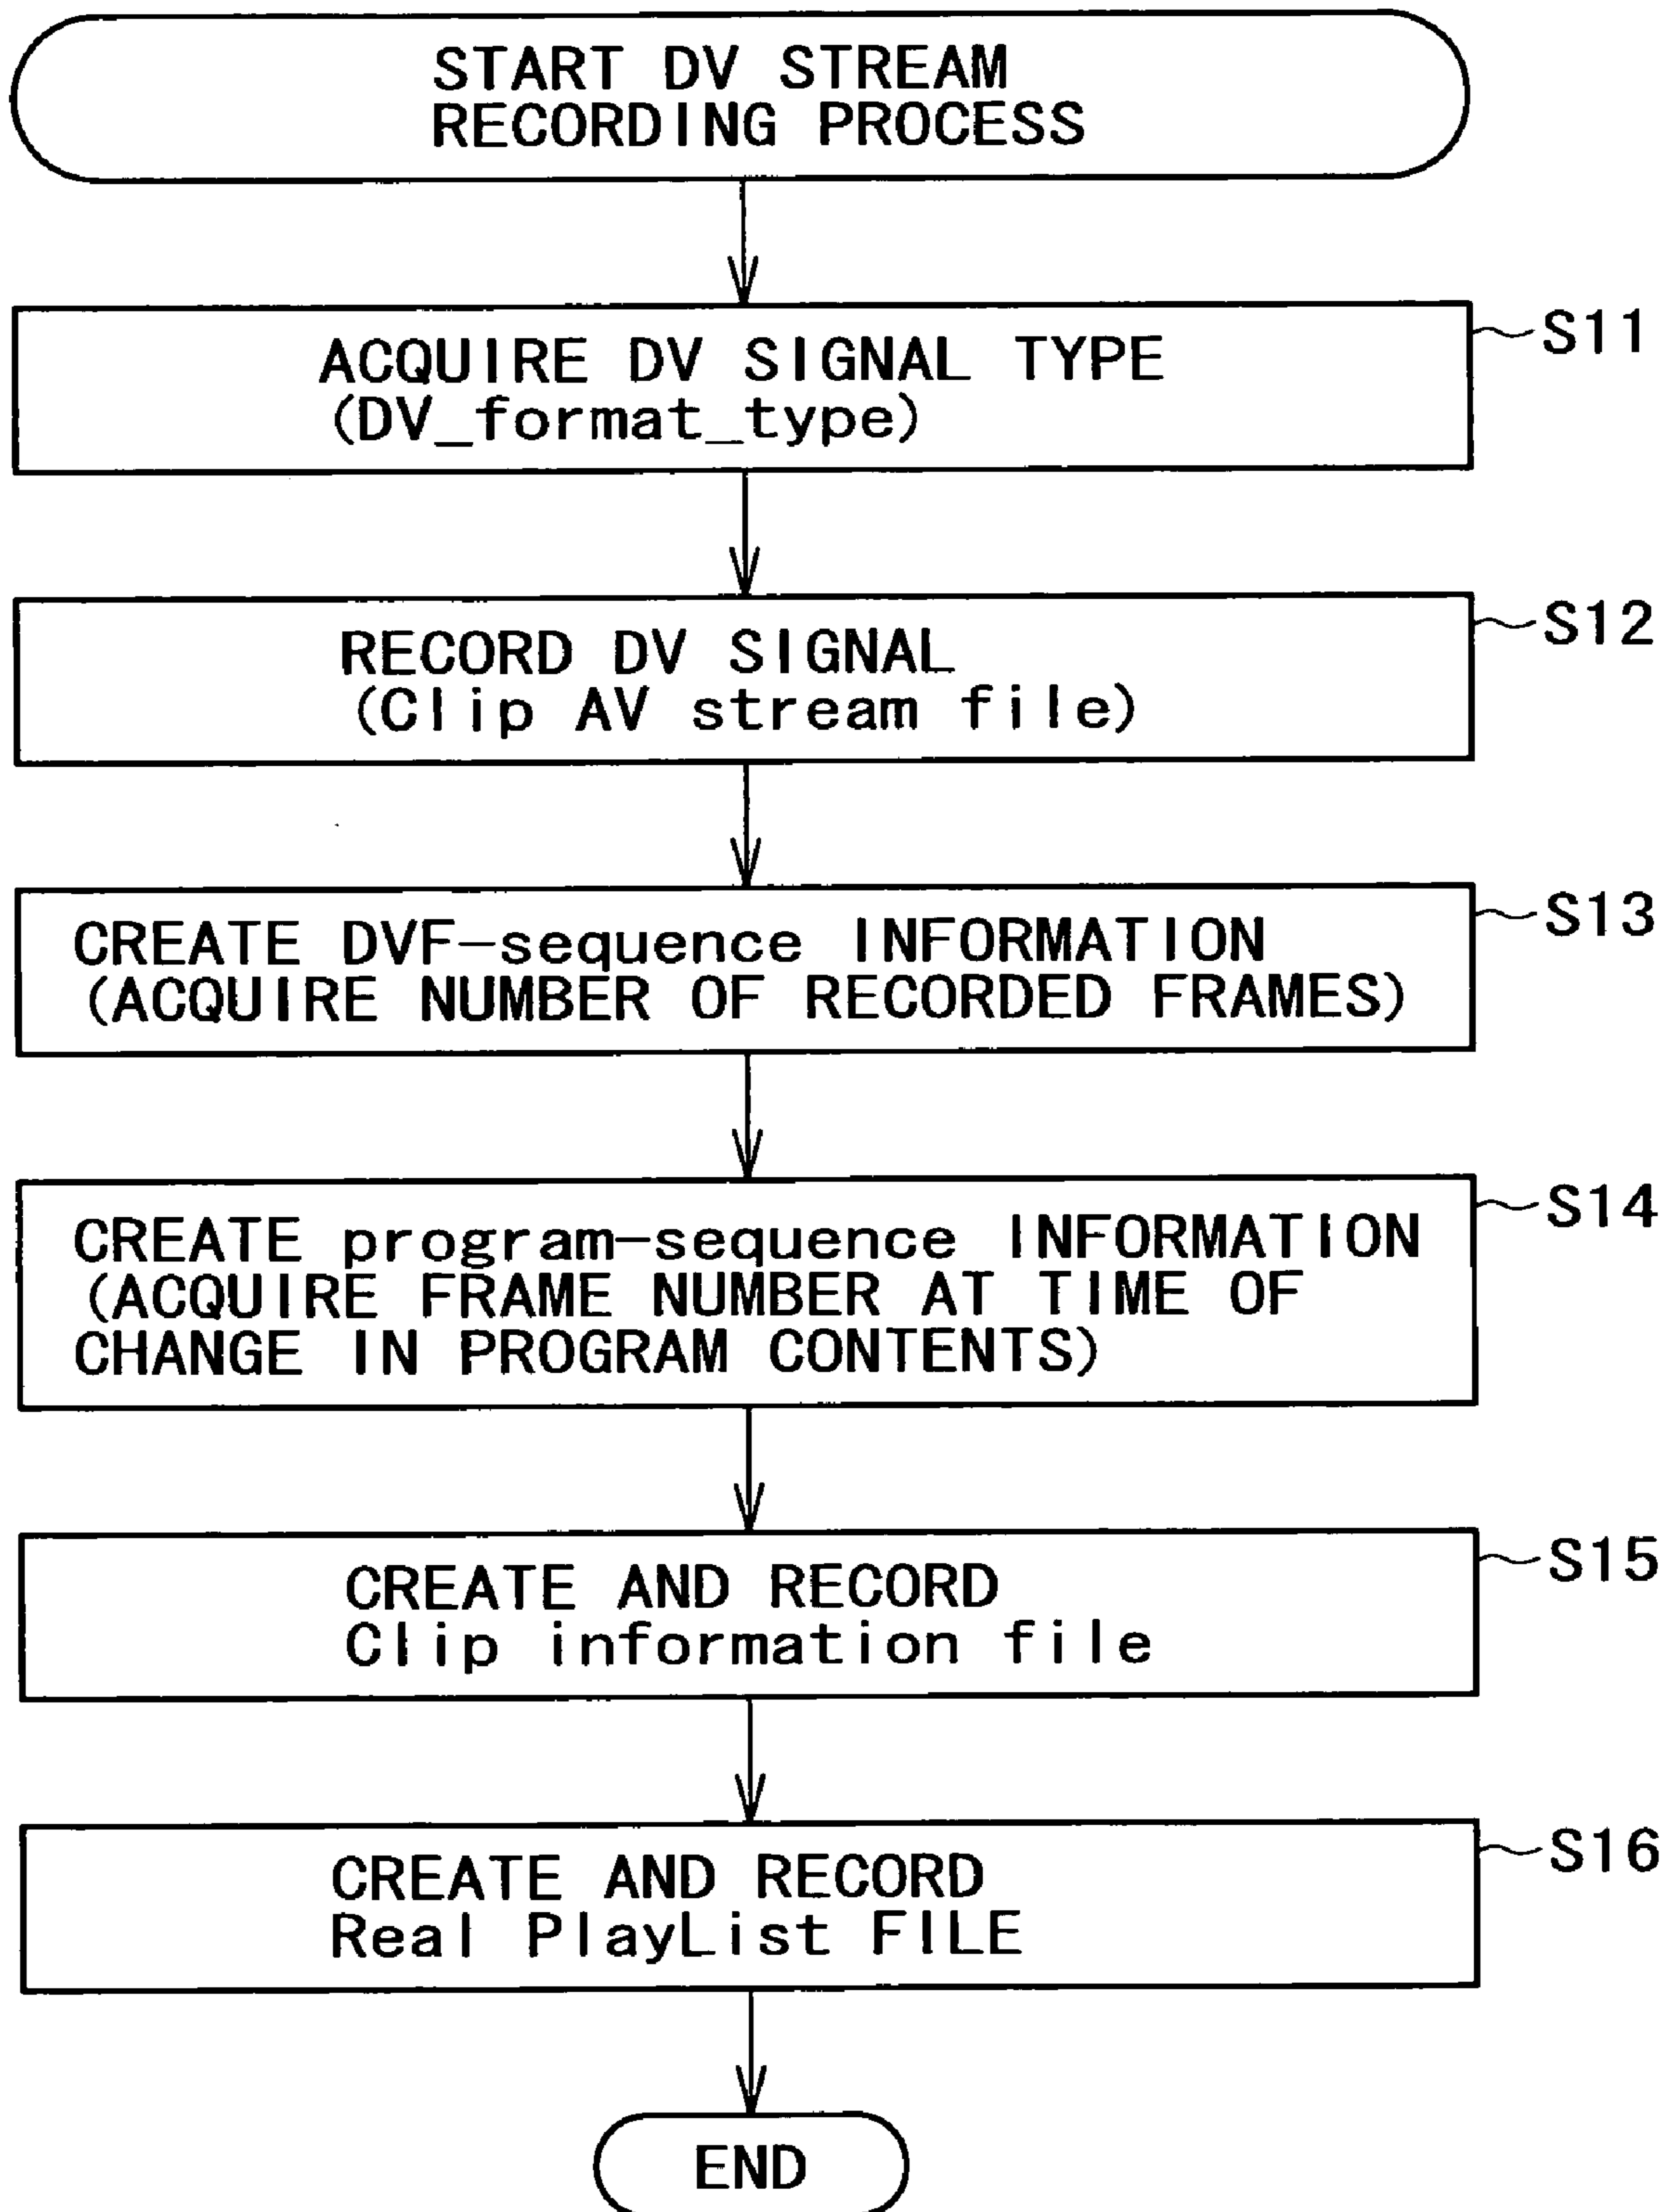 START DV STREAM
RECORDING PROCESS
ACQUIRE DV SIGNAL TYPE
(DV_format_type)
S11
RECORD DV SIGNAL
(Clip AV stream file)
S12
CREATE DVF-sequence INFORMATION
(ACQUIRE NUMBER OF RECORDED FRAMES)
S13
CREATE program-sequence INFORMATION
(ACQUIRE FRAME NUMBER AT TIME OF
CHANGE IN PROGRAM CONTENTS)
S14
CREATE AND RECORD
Clip information file
S15
CREATE AND RECORD
Real PlayList FILE
S16
END